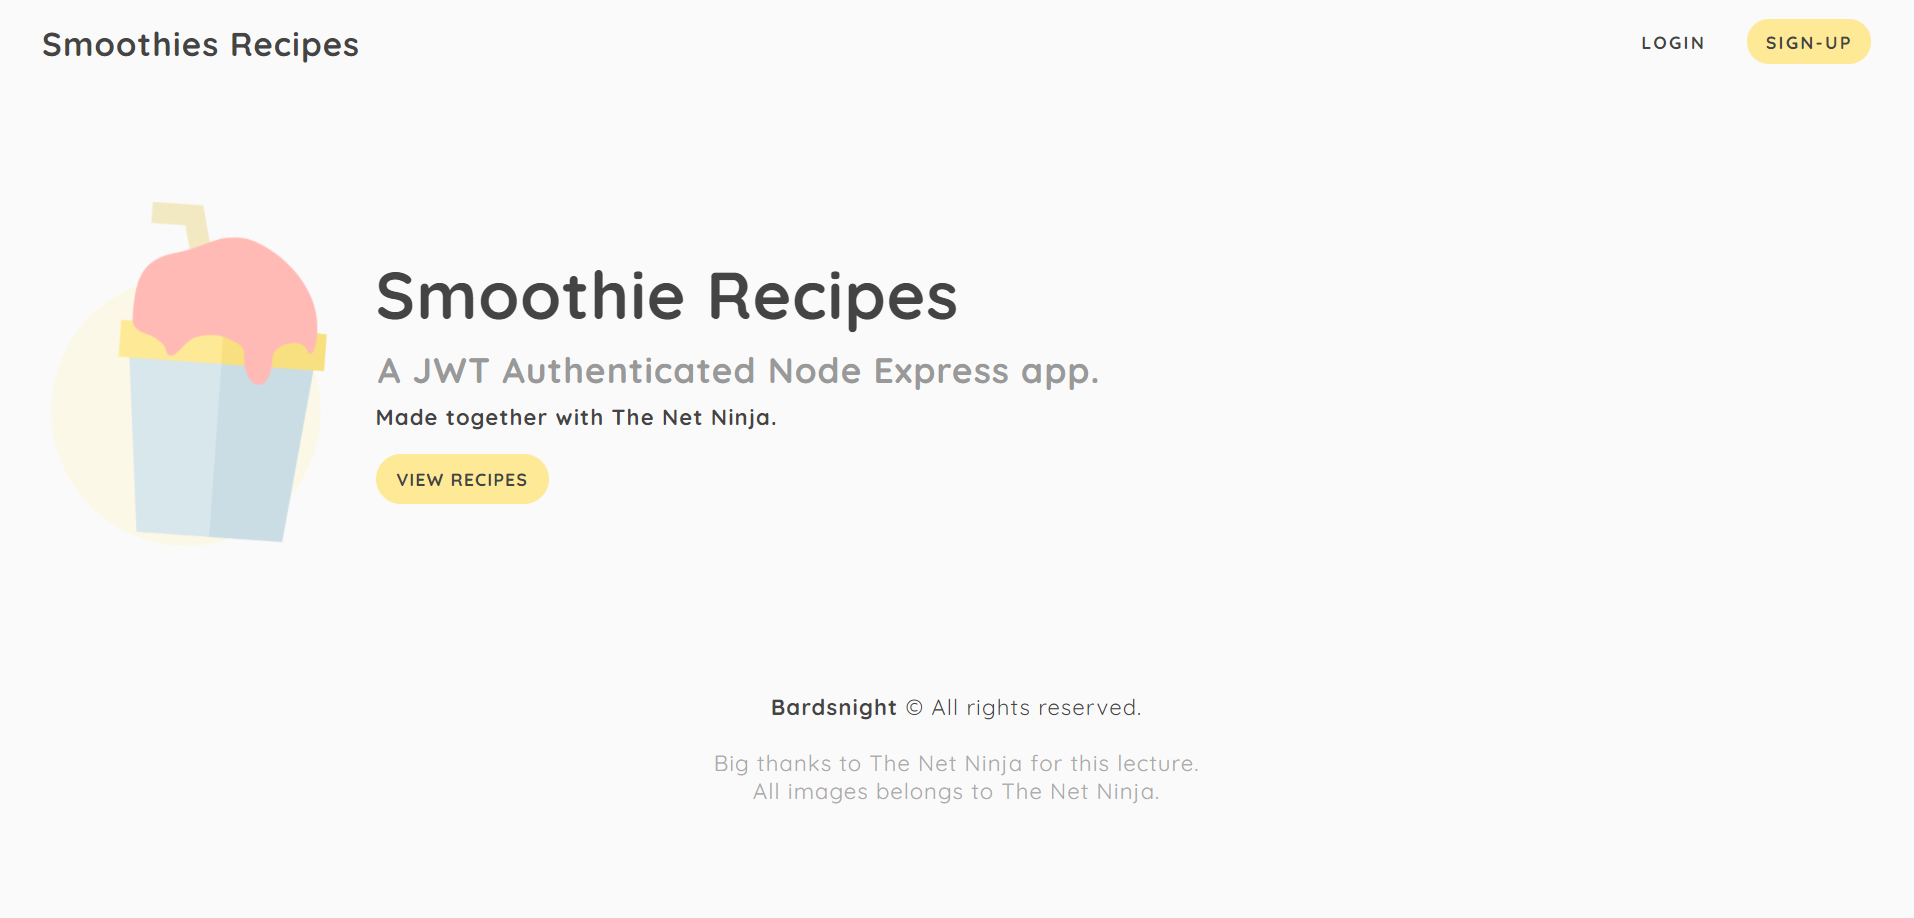 Smoothies Recipes
LOGIN
SIGN-UP
Smoothie Recipes
A JWT Authenticated Node Express app.
Made together with The Net Ninja.
VIEW RECIPES
Bardsnight © All rights reserved.
Big thanks to The Net Ninja for this lecture.
All images belongs to The Net Ninja.